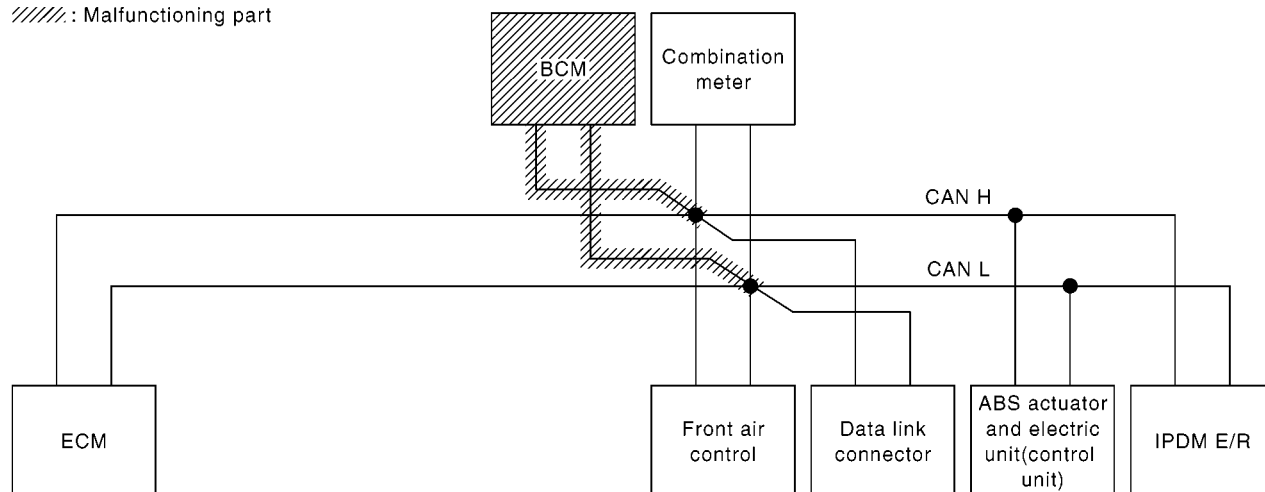 : Malfunctioning part
BCM
Combination
meter
CAN H
CAN L
ECM
Front air
control
Data link
connector
ABS actuator
and electric
unit(control
unit)
IPDM E/R